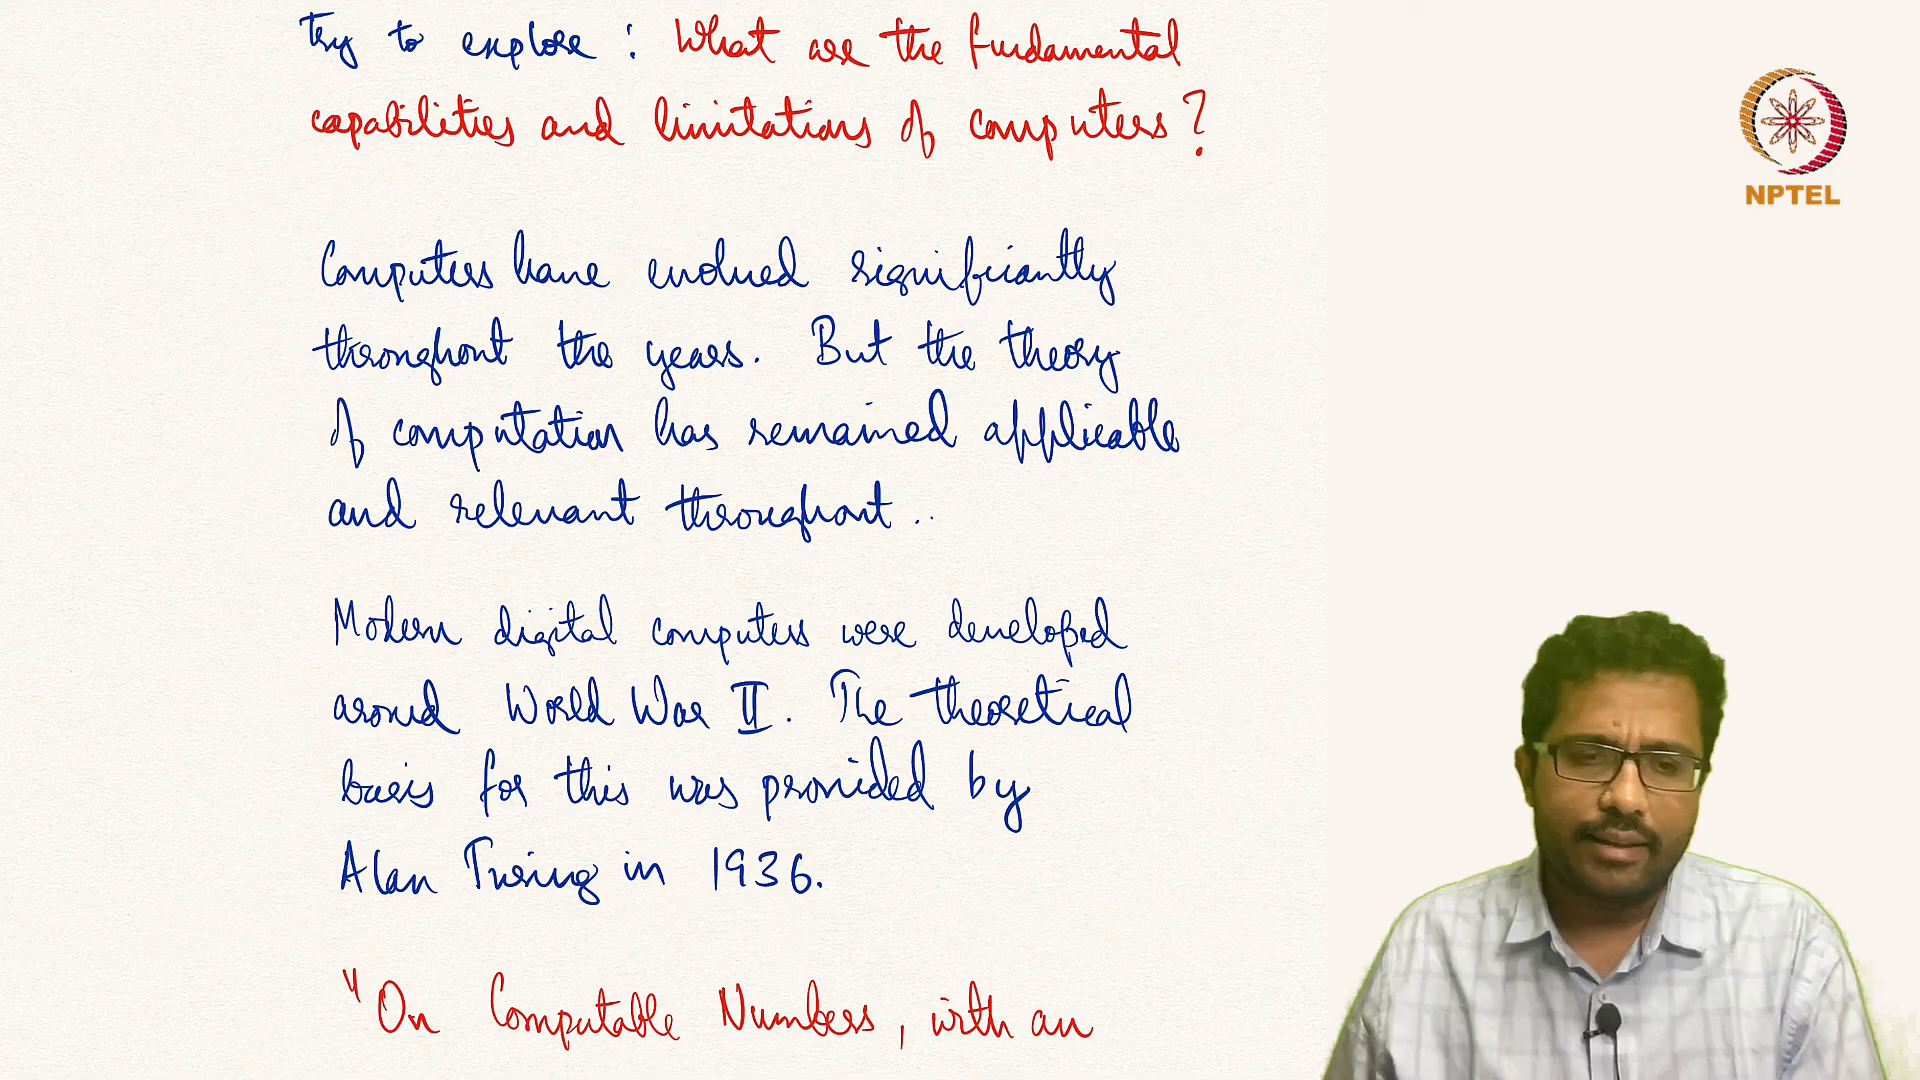 try to explore : What are the fundamental
capabilities and limitations of computers?
NPTEL
Computers have evolved significantly
throughout the years. But the theory
of computation has remained applicable
and relevant throughout..
Modern digital computers were developed
around World War II. The theoretical
basis for this was provided by
Alan Turing in 1936.
"On Computable Numbers, with an